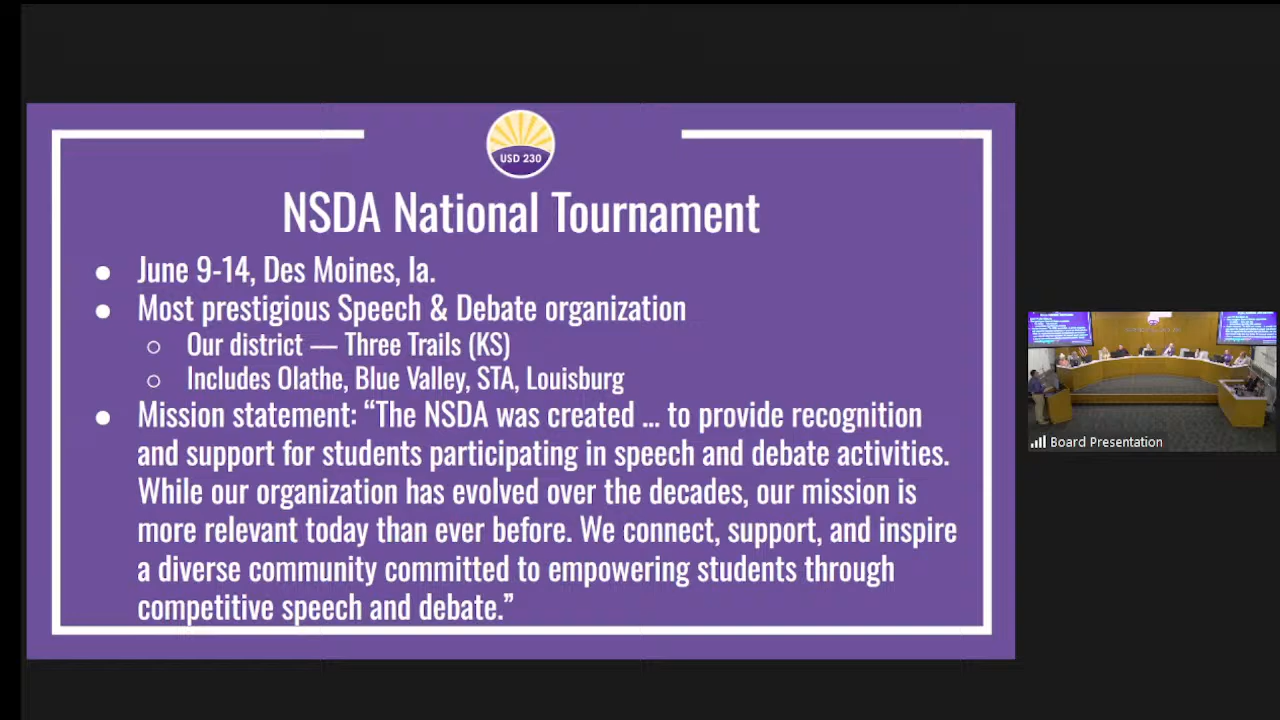 USD 230
NSDA National Tournament
● June 9-14, Des Moines, Ia.
● Most prestigious Speech & Debate organization
○ Our district — Three Trails (KS)
○ Includes Olathe, Blue Valley, STA, Louisburg
● Mission statement: “The NSDA was created ... to provide recognition
and support for students participating in speech and debate activities.
While our organization has evolved over the decades, our mission is
more relevant today than ever before. We connect, support, and inspire
a diverse community committed to empowering students through
competitive speech and debate.”
Board Presentation